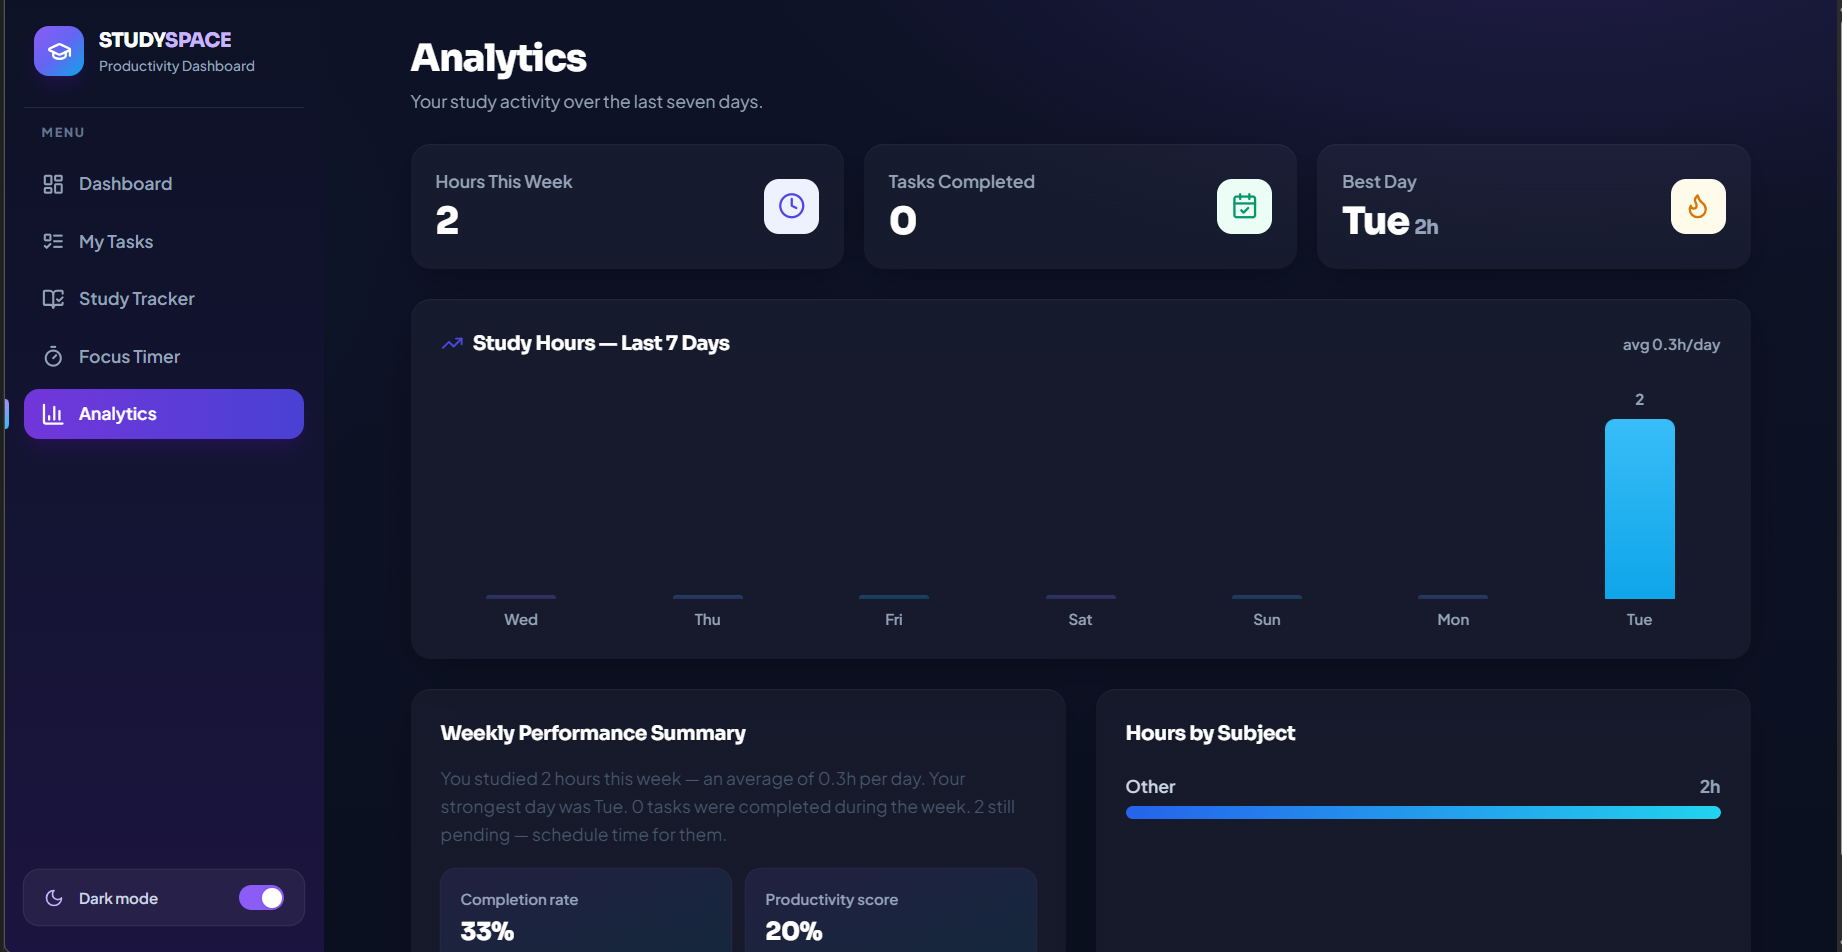 STUDYSPACE
Productivity Dashboard
MENU
Dashboard
My Tasks
Study Tracker
Focus Timer
Analytics
Dark mode
Analytics
Your study activity over the last seven days.
Hours This Week
2
Tasks Completed
0
Best Day
Tue 2h
Study Hours — Last 7 Days
avg 0.3h/day
2
Wed Thu Fri Sat Sun Mon Tue
Weekly Performance Summary
You studied 2 hours this week — an average of 0.3h per day. Your
strongest day was Tue. 0 tasks were completed during the week. 2 still
pending — schedule time for them.
Completion rate
33%
Productivity score
20%
Hours by Subject
Other 2h